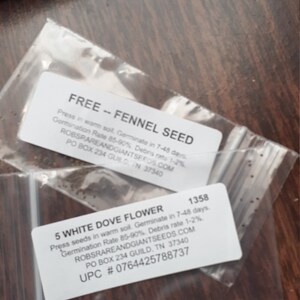 FREE -- FENNEL SEED
Press in warm soil. Germinate in 7-48 days.
Germination Rate 85-90%. Debris rate 1-2%.
ROBSRAREANDGIANTSEEDS.COM
PO BOX 234 GUILD, TN 37340
5 WHITE DOVE FLOWER 1358
Press seeds in warm soil. Germinate in 7-48 days.
Germination Rate 85-90%. Debris rate 1-2%.
ROBSRAREANDGIANTSEEDS.COM
PO BOX 234 GUILD, TN 37340
UPC # 0764425788737